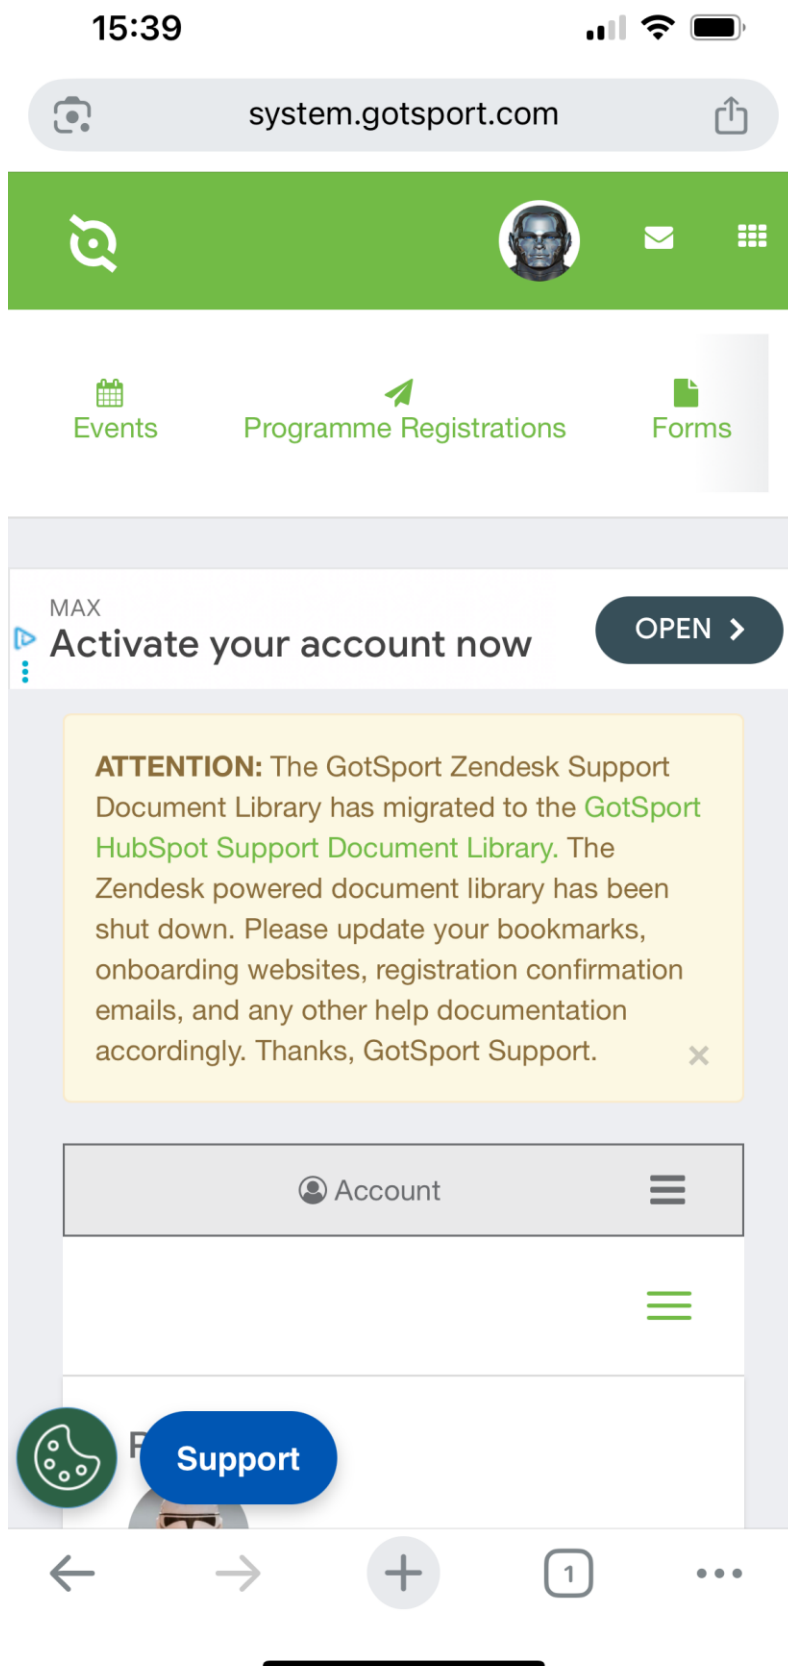 15:39
system.gotsport.com
Events
Programme Registrations
Forms
MAX
Activate your account now
OPEN
ATTENTION: The GotSport Zendesk Support
Document Library has migrated to the GotSport
HubSpot Support Document Library. The
Zendesk powered document library has been
shut down. Please update your bookmarks,
onboarding websites, registration confirmation
emails, and any other help documentation
accordingly. Thanks, GotSport Support.
Account
Support
1